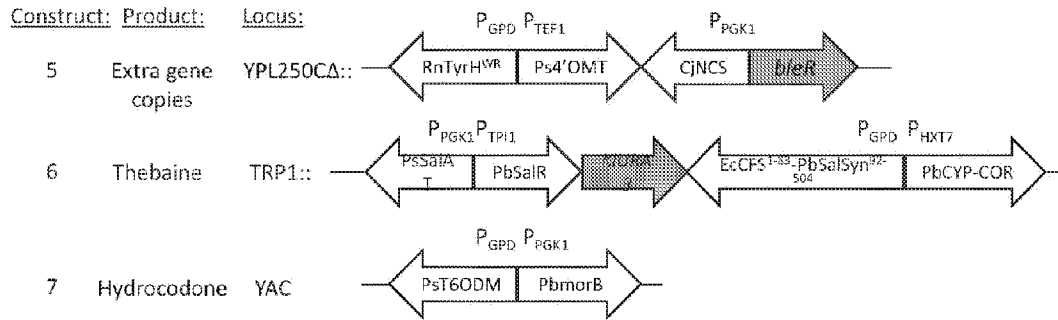 Construct: Product: Locus:
P_GPD P_TEF1 P_PGK1
5 Extra gene copies YPL250CΔ:: RnTyrH^WR Ps4'OMT CjNCS bleR
P_PGK1 P_TPI1 P_GPD P_HXT7
6 Thebaine TRP1:: PsSalAT PbSalR EcCFS^1-83-PbSalSyn^92-504 PbCYP-COR
P_GPD P_PGK1
7 Hydrocodone YAC PsT6ODM PbmorB